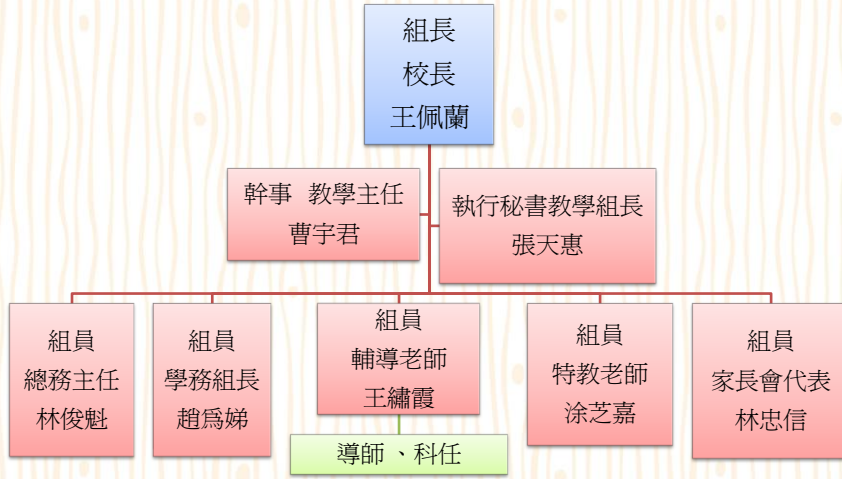 組長
校長
王佩蘭
幹事 教學主任
曹宇君
執行秘書教學組長
張天惠
組員
總務主任
林俊魁
組員
學務組長
趙為娣
組員
輔導老師
王繡霞
組員
特教老師
涂芝嘉
組員
家長會代表
林忠信
導師、科任